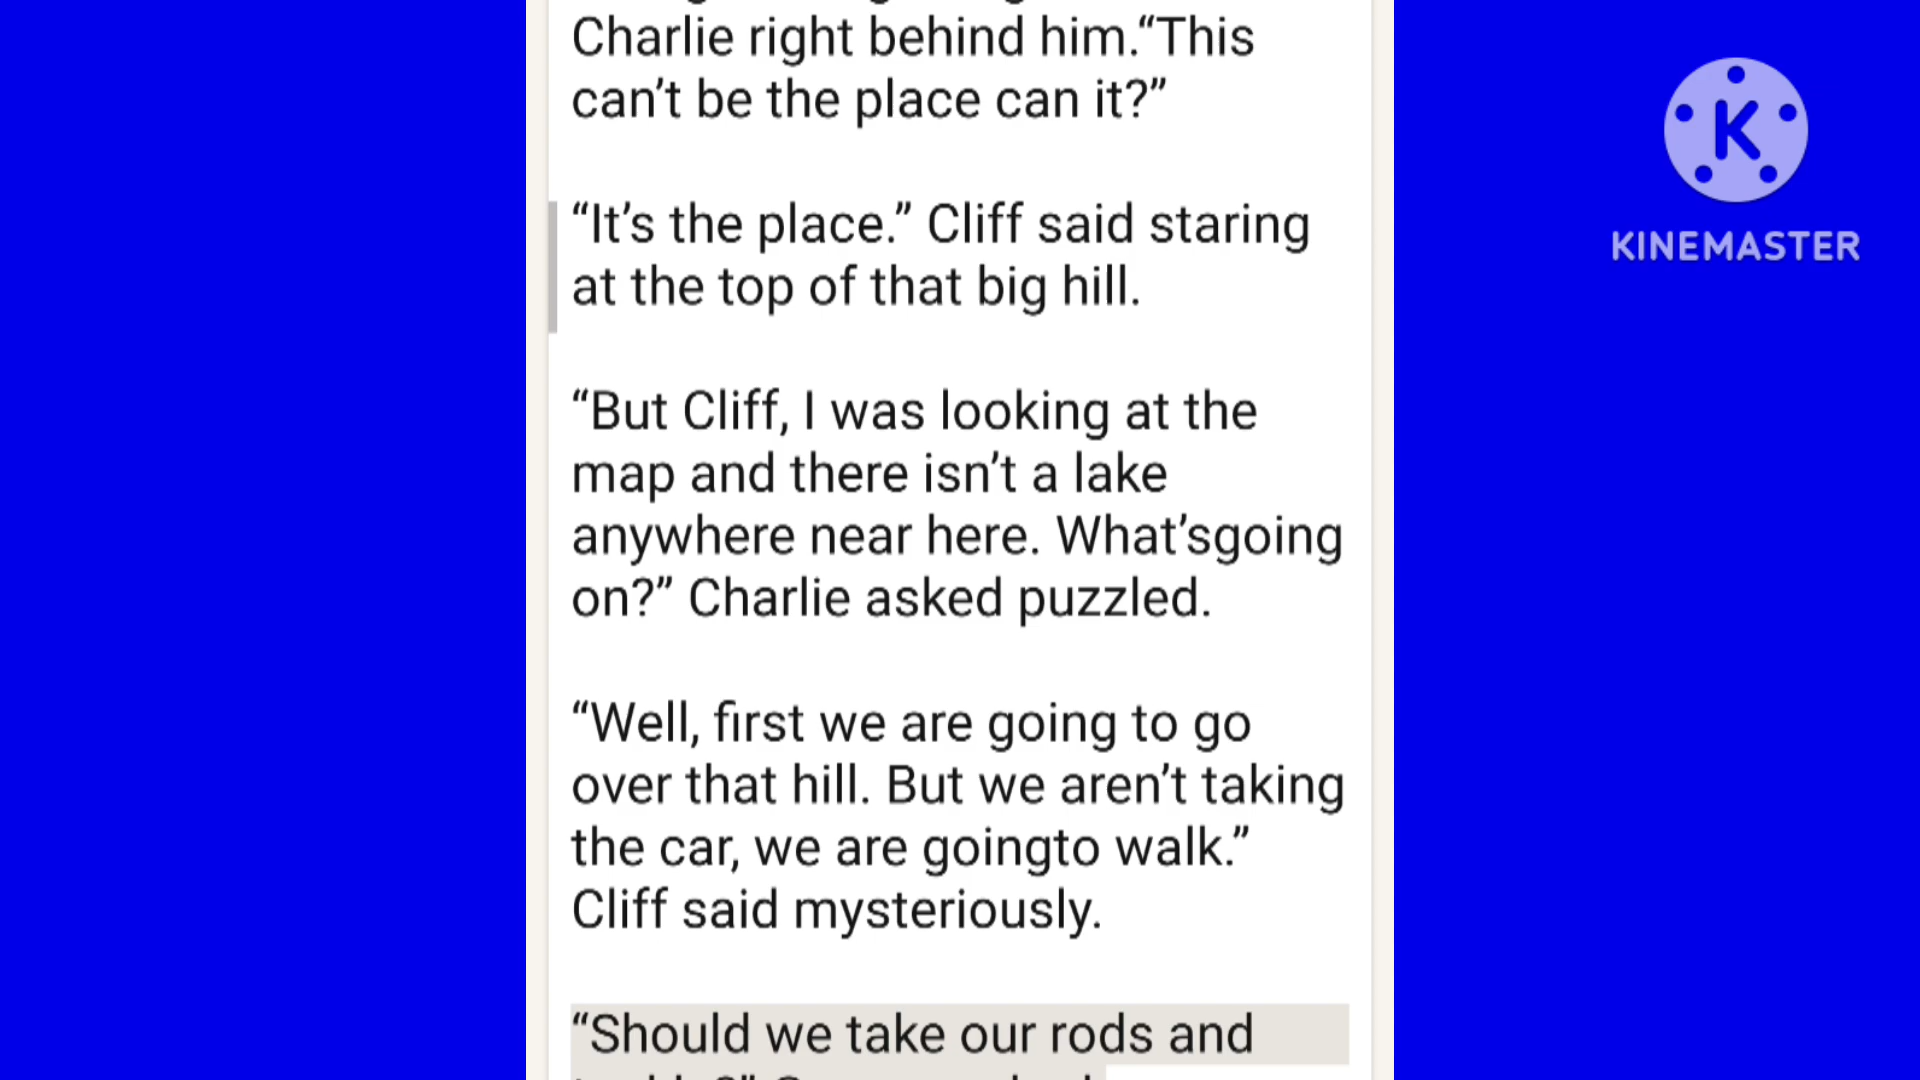 Charlie right behind him.“This
can’t be the place can it?”
“It’s the place.” Cliff said staring
at the top of that big hill.
“But Cliff, I was looking at the
map and there isn’t a lake
anywhere near here. What’sgoing
on?” Charlie asked puzzled.
“Well, first we are going to go
over that hill. But we aren’t taking
the car, we are goingto walk.”
Cliff said mysteriously.
“Should we take our rods and
K
KINEMASTER